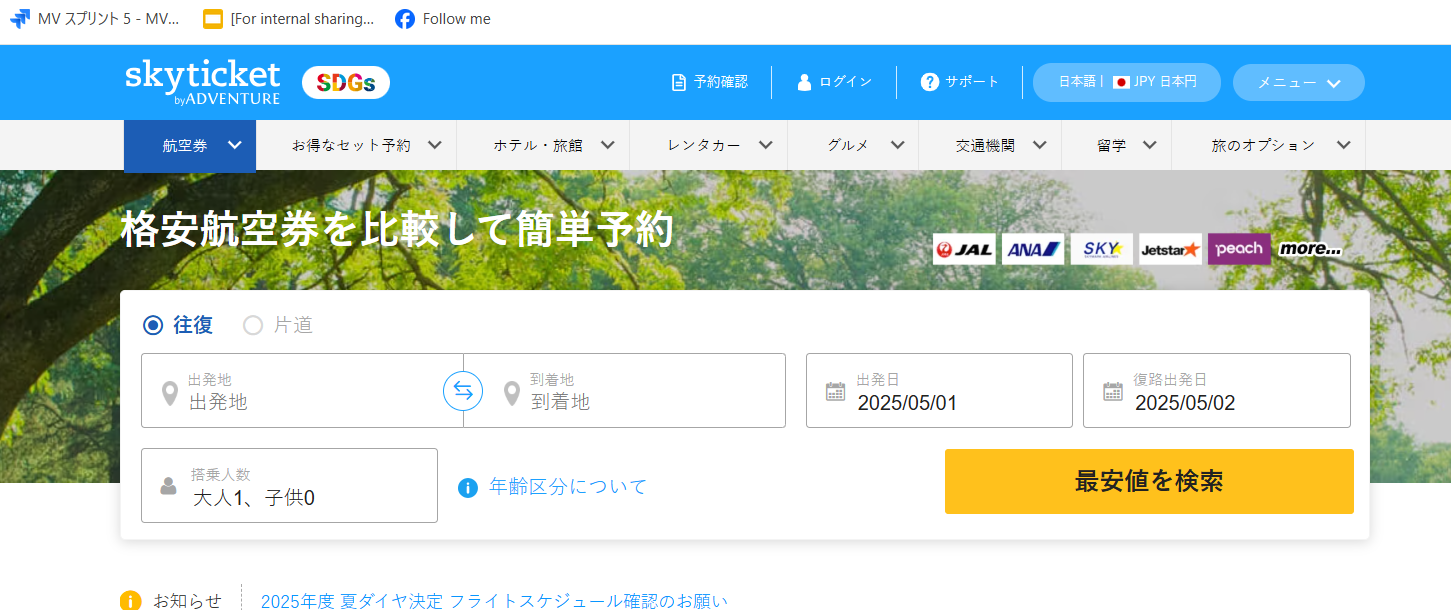 MV スプリント 5 - MV...
[For internal sharing...
Follow me
skyticket
by ADVENTURE
SDGs
予約確認
ログイン
サポート
日本語 | JPY 日本円
メニュー
航空券
お得なセット予約
ホテル・旅館
レンタカー
グルメ
交通機関
留学
旅のオプション
格安航空券を比較して簡単予約
JAL
ANA
SKY
Jetstar
peach
more...
往復
片道
出発地
出発地
到着地
到着地
出発日
2025/05/01
復路出発日
2025/05/02
搭乗人数
大人1、子供0
年齢区分について
最安値を検索
お知らせ
2025年度 夏ダイヤ決定 フライトスケジュール確認のお願い